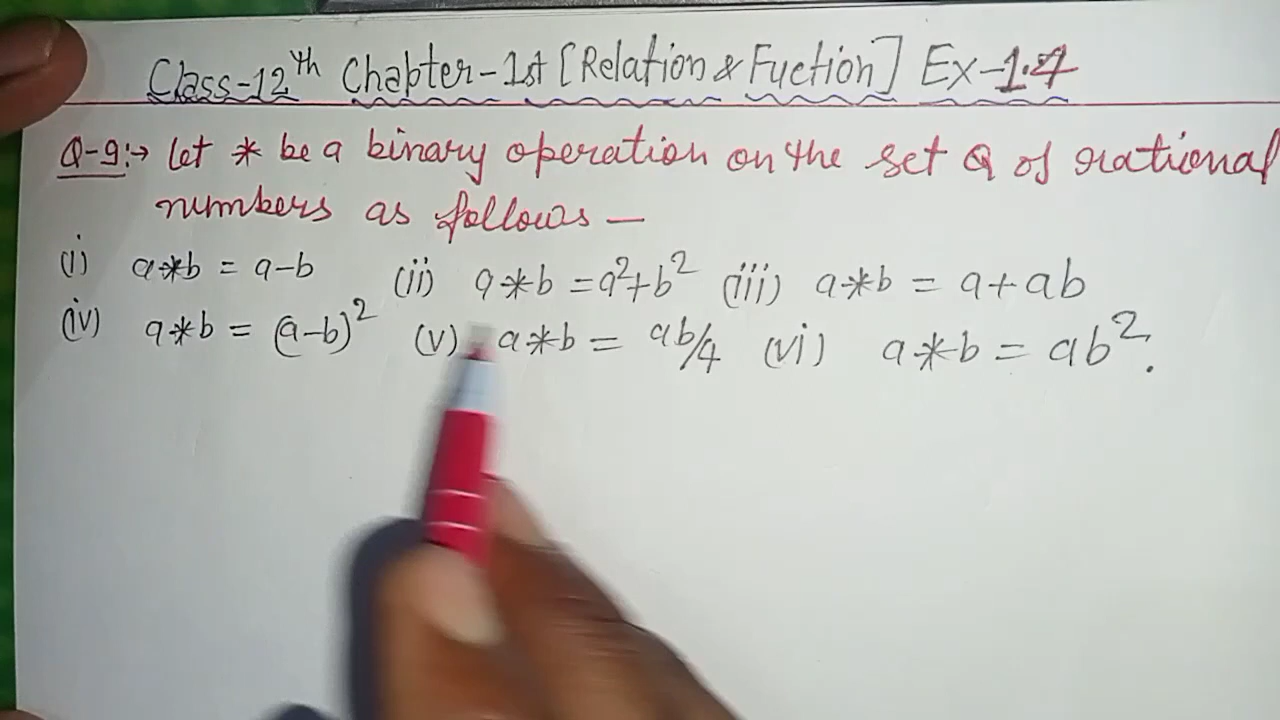 Class-12th Chapter-1st [Relation & Fuction] Ex-1.4
Q-9:→ Let * be a binary operation on the set Q of rational
numbers as follows —
(i) a*b = a-b (ii) a*b = a²+b² (iii) a*b = a+ab
(iv) a*b = (a-b)² (v) a*b = ab/4 (vi) a*b = ab².